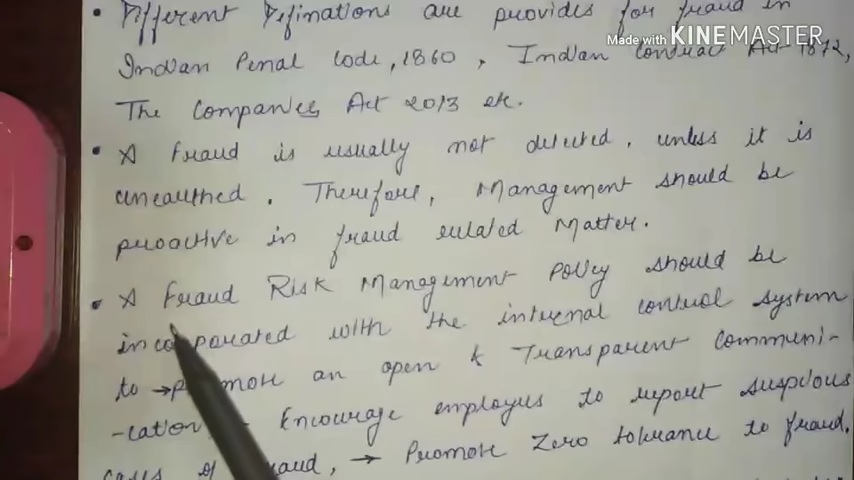 • Different Definations are provides for fraud in
Made with KINEMASTER
Indian Penal Code, 1860, Indian Contract Act 1872,
The Companies Act 2013 etc.
• A fraud is usually not detected, unless it is
unearthed. Therefore, Management should be
proactive in fraud related Matter.
• A Fraud Risk Management Policy should be
incorporated with the internal control system
to → promote an open & Transparent Communi-
-cation, Encourage employees to report suspicious
cases of fraud, → Promote Zero tolerance to fraud.